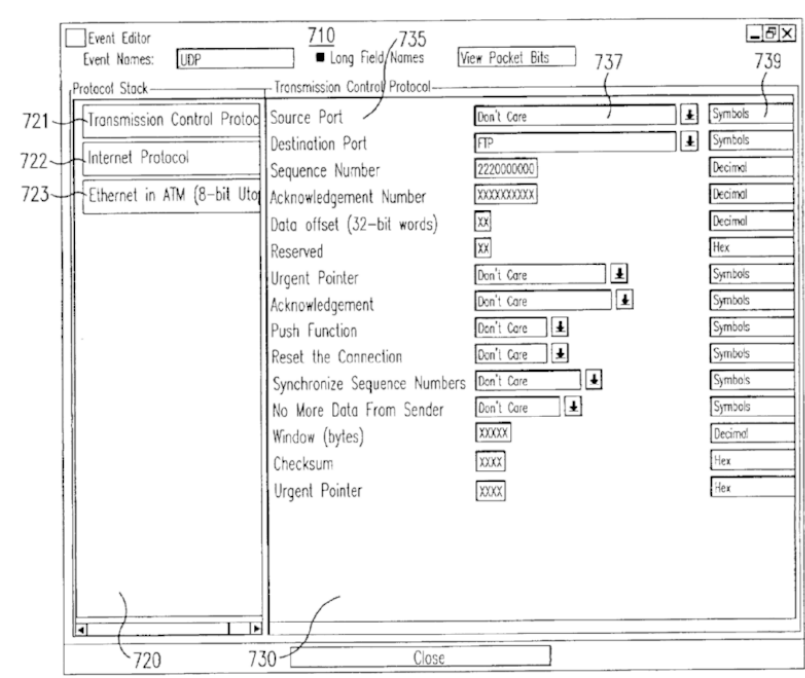 Event Editor 710 735
Event Names: UDP Long Field Names View Packet Bits 737 739
Protocol Stack Transmission Control Protocol
721 Transmission Control Protoc Source Port Don't Care Symbols
Destination Port FTP Symbols
722 Internet Protocol Sequence Number 2220000000 Decimal
723 Ethernet in ATM (8-bit Utop Acknowledgement Number XXXXXXXXXX Decimal
Data offset (32-bit words) XX Decimal
Reserved XX Hex
Urgent Pointer Don't Care Symbols
Acknowledgement Don't Care Symbols
Push Function Don't Care Symbols
Reset the Connection Don't Care Symbols
Synchronize Sequence Numbers Don't Care Symbols
No More Data From Sender Don't Care Symbols
Window (bytes) XXXXX Decimal
Checksum XXXX Hex
Urgent Pointer XXXX Hex
720 730 Close